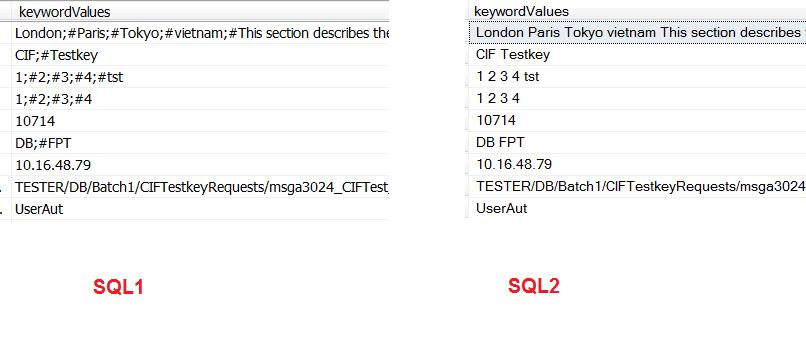 keywordValues
London;#Paris;#Tokyo;#vietnam;#This section describes the
CIF;#Testkey
1;#2;#3;#4;#tst
1;#2;#3;#4
10714
DB;#FPT
10.16.48.79
TESTER/DB/Batch1/CIFTestkeyRequests/msga3024_CIFTest_
UserAut
SQL1
keywordValues
London Paris Tokyo vietnam This section describes
CIF Testkey
1 2 3 4 tst
1 2 3 4
10714
DB FPT
10.16.48.79
TESTER/DB/Batch1/CIFTestkeyRequests/msga3024
UserAut
SQL2